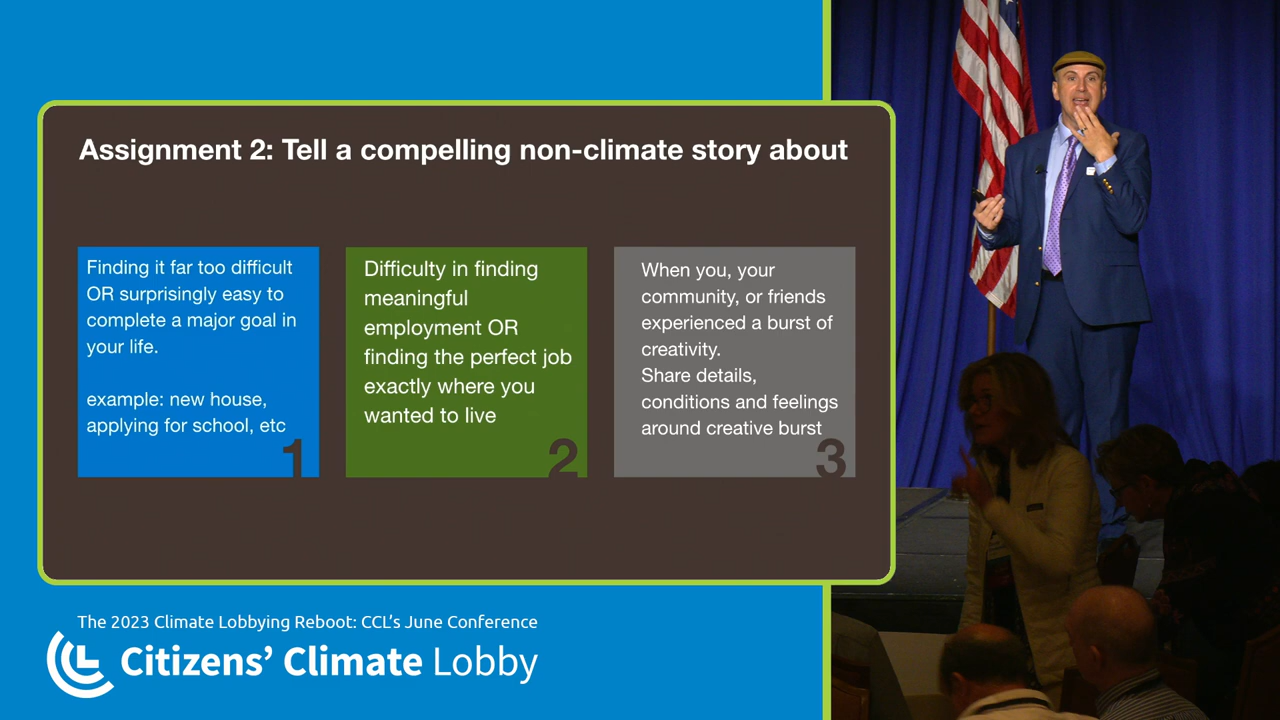 Assignment 2: Tell a compelling non-climate story about
Finding it far too difficult
OR surprisingly easy to
complete a major goal in
your life.
example: new house,
applying for school, etc
1
Difficulty in finding
meaningful
employment OR
finding the perfect job
exactly where you
wanted to live
2
When you, your
community, or friends
experienced a burst of
creativity.
Share details,
conditions and feelings
around creative burst
3
The 2023 Climate Lobbying Reboot: CCL's June Conference
Citizens' Climate Lobby